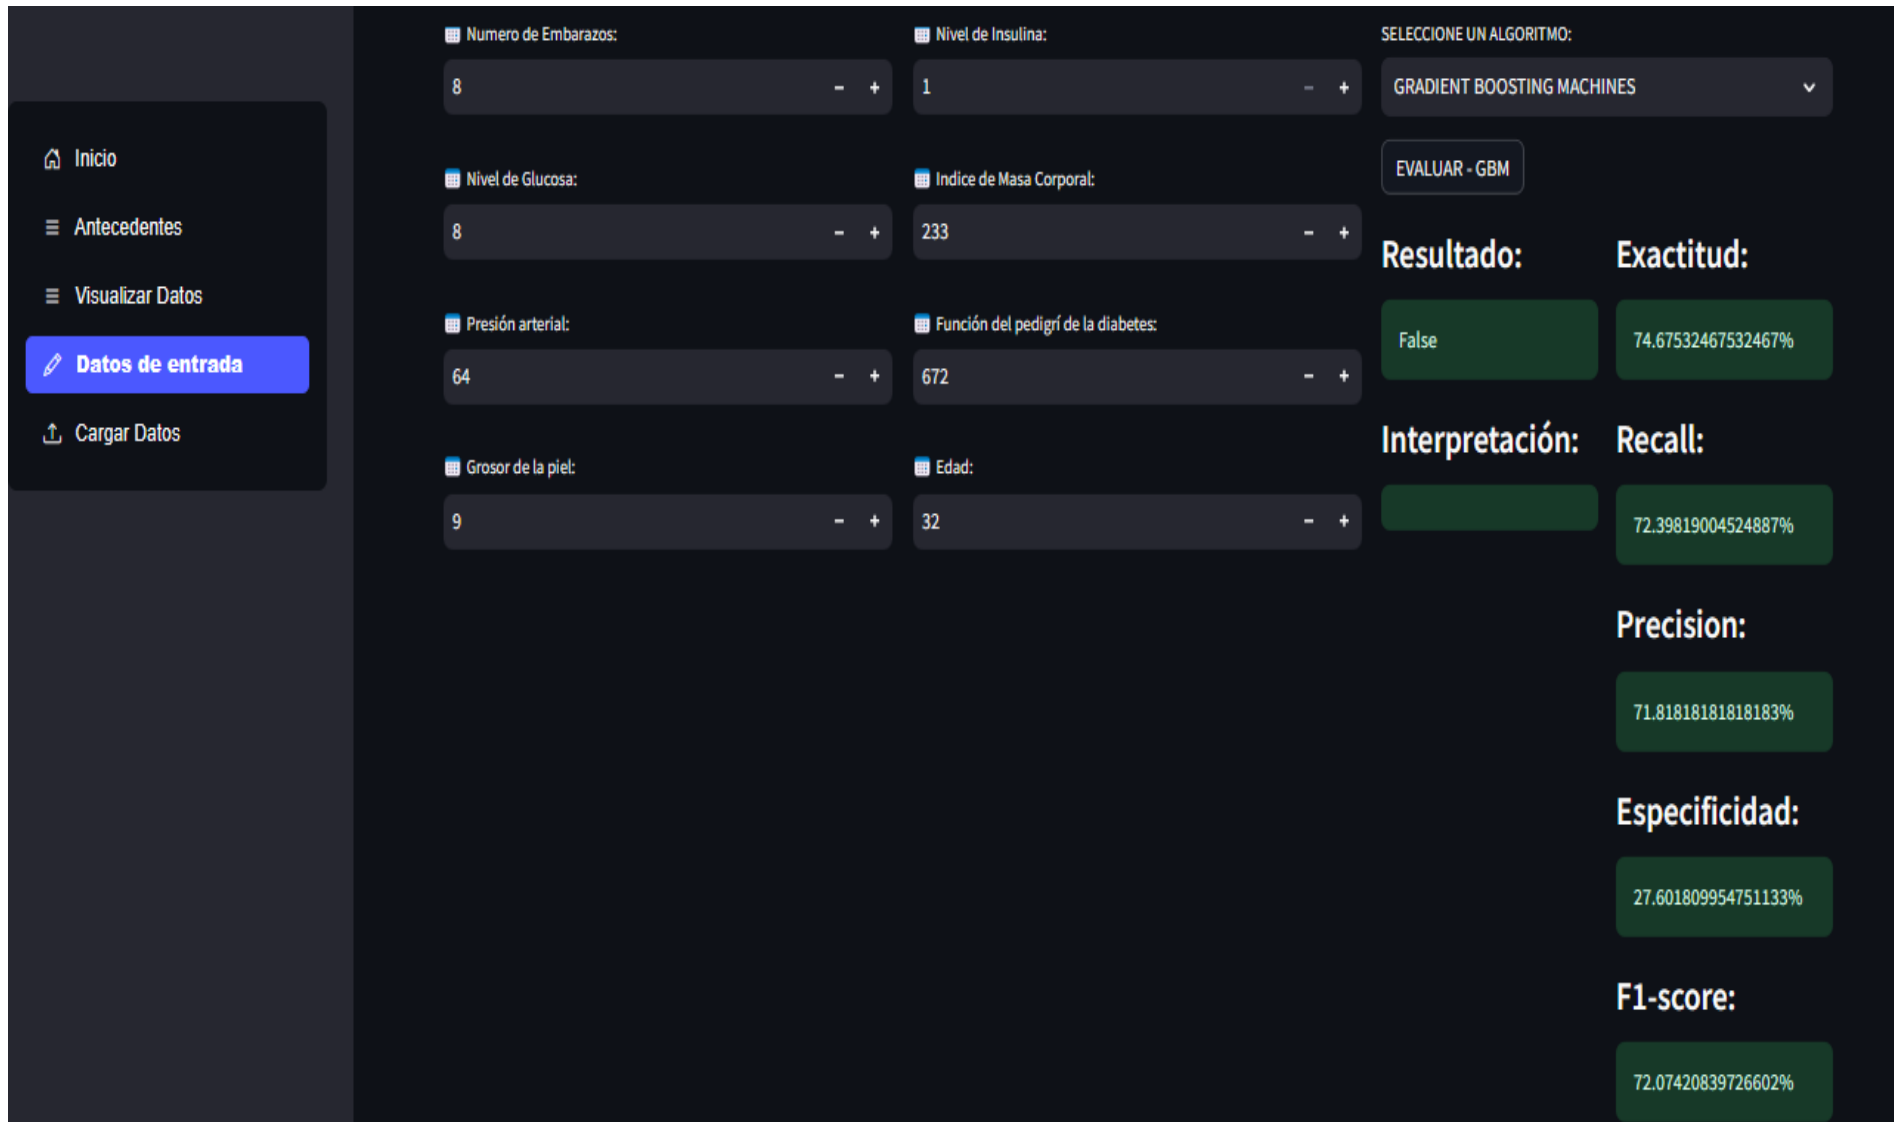 Inicio
Antecedentes
Visualizar Datos
Datos de entrada
Cargar Datos
Numero de Embarazos:
8
Nivel de Glucosa:
8
Presión arterial:
64
Grosor de la piel:
9
Nivel de Insulina:
1
Indice de Masa Corporal:
233
Función del pedigrí de la diabetes:
672
Edad:
32
SELECCIONE UN ALGORITMO:
GRADIENT BOOSTING MACHINES
EVALUAR - GBM
Resultado:
False
Interpretación:
Exactitud:
74.67532467532467%
Recall:
72.39819004524887%
Precision:
71.81818181818183%
Especificidad:
27.601809954751133%
F1-score:
72.07420839726602%